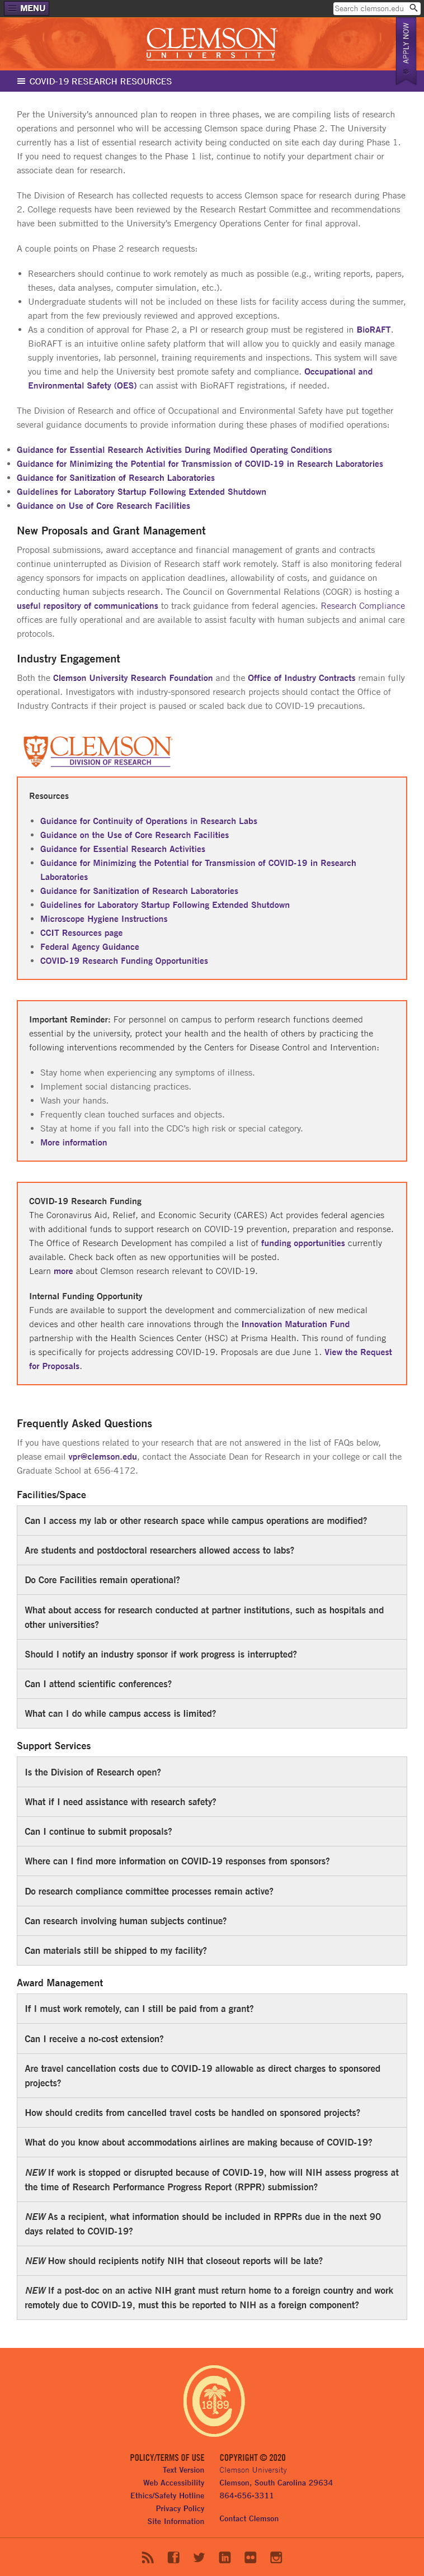 MENU
Search clemson.edu
CLEMSON
UNIVERSITY
APPLY NOW
COVID-19 RESEARCH RESOURCES
Per the University's announced plan to reopen in three phases, we are compiling lists of research
operations and personnel who will be accessing Clemson space during Phase 2. The University
currently has a list of essential research activity being conducted on site each day during Phase 1.
If you need to request changes to the Phase 1 list, continue to notify your department chair or
associate dean for research.
The Division of Research has collected requests to access Clemson space for research during Phase
2. College requests have been reviewed by the Research Restart Committee and recommendations
have been submitted to the University's Emergency Operations Center for final approval.
A couple points on Phase 2 research requests:
Researchers should continue to work remotely as much as possible (e.g., writing reports, papers,
theses, data analyses, computer simulation, etc.).
Undergraduate students will not be included on these lists for facility access during the summer,
apart from the few previously reviewed and approved exceptions.
As a condition of approval for Phase 2, a PI or research group must be registered in BioRAFT.
BioRAFT is an intuitive online safety platform that will allow you to quickly and easily manage
supply inventories, lab personnel, training requirements and inspections. This system will save
you time and help the University best promote safety and compliance. Occupational and
Environmental Safety (OES) can assist with BioRAFT registrations, if needed.
The Division of Research and office of Occupational and Environmental Safety have put together
several guidance documents to provide information during these phases of modified operations:
Guidance for Essential Research Activities During Modified Operating Conditions
Guidance for Minimizing the Potential for Transmission of COVID-19 in Research Laboratories
Guidance for Sanitization of Research Laboratories
Guidelines for Laboratory Startup Following Extended Shutdown
Guidance on Use of Core Research Facilities
New Proposals and Grant Management
Proposal submissions, award acceptance and financial management of grants and contracts
continue uninterrupted as Division of Research staff work remotely. Staff is also monitoring federal
agency sponsors for impacts on application deadlines, allowability of costs, and guidance on
conducting human subjects research. The Council on Governmental Relations (COGR) is hosting a
useful repository of communications to track guidance from federal agencies. Research Compliance
offices are fully operational and are available to assist faculty with human subjects and animal care
protocols.
Industry Engagement
Both the Clemson University Research Foundation and the Office of Industry Contracts remain fully
operational. Investigators with industry-sponsored research projects should contact the Office of
Industry Contracts if their project is paused or scaled back due to COVID-19 precautions.
CLEMSON
DIVISION OF RESEARCH
Resources
Guidance for Continuity of Operations in Research Labs
Guidance on the Use of Core Research Facilities
Guidance for Essential Research Activities
Guidance for Minimizing the Potential for Transmission of COVID-19 in Research
Laboratories
Guidance for Sanitization of Research Laboratories
Guidelines for Laboratory Startup Following Extended Shutdown
Microscope Hygiene Instructions
CCIT Resources page
Federal Agency Guidance
COVID-19 Research Funding Opportunities
Important Reminder: For personnel on campus to perform research functions deemed
essential by the university, protect your health and the health of others by practicing the
following interventions recommended by the Centers for Disease Control and Intervention:
Stay home when experiencing any symptoms of illness.
Implement social distancing practices.
Wash your hands.
Frequently clean touched surfaces and objects.
Stay at home if you fall into the CDC's high risk or special category.
More information
COVID-19 Research Funding
The Coronavirus Aid, Relief, and Economic Security (CARES) Act provides federal agencies
with additional funds to support research on COVID-19 prevention, preparation and response.
The Office of Research Development has compiled a list of funding opportunities currently
available. Check back often as new opportunities will be posted.
Learn more about Clemson research relevant to COVID-19.
Internal Funding Opportunity
Funds are available to support the development and commercialization of new medical
devices and other health care innovations through the Innovation Maturation Fund
partnership with the Health Sciences Center (HSC) at Prisma Health. This round of funding
is specifically for projects addressing COVID-19. Proposals are due June 1. View the Request
for Proposals.
Frequently Asked Questions
If you have questions related to your research that are not answered in the list of FAQs below,
please email vpr@clemson.edu, contact the Associate Dean for Research in your college or call the
Graduate School at 656-4172.
Facilities/Space
Can I access my lab or other research space while campus operations are modified?
Are students and postdoctoral researchers allowed access to labs?
Do Core Facilities remain operational?
What about access for research conducted at partner institutions, such as hospitals and
other universities?
Should I notify an industry sponsor if work progress is interrupted?
Can I attend scientific conferences?
What can I do while campus access is limited?
Support Services
Is the Division of Research open?
What if I need assistance with research safety?
Can I continue to submit proposals?
Where can I find more information on COVID-19 responses from sponsors?
Do research compliance committee processes remain active?
Can research involving human subjects continue?
Can materials still be shipped to my facility?
Award Management
If I must work remotely, can I still be paid from a grant?
Can I receive a no-cost extension?
Are travel cancellation costs due to COVID-19 allowable as direct charges to sponsored
projects?
How should credits from cancelled travel costs be handled on sponsored projects?
What do you know about accommodations airlines are making because of COVID-19?
NEW If work is stopped or disrupted because of COVID-19, how will NIH assess progress at
the time of Research Performance Progress Report (RPPR) submission?
NEW As a recipient, what information should be included in RPPRs due in the next 90
days related to COVID-19?
NEW How should recipients notify NIH that closeout reports will be late?
NEW If a post-doc on an active NIH grant must return home to a foreign country and work
remotely due to COVID-19, must this be reported to NIH as a foreign component?
1889
POLICY/TERMS OF USE
Text Version
Web Accessibility
Ethics/Safety Hotline
Privacy Policy
Site Information
COPYRIGHT © 2020
Clemson University
Clemson, South Carolina 29634
864-656-3311
Contact Clemson